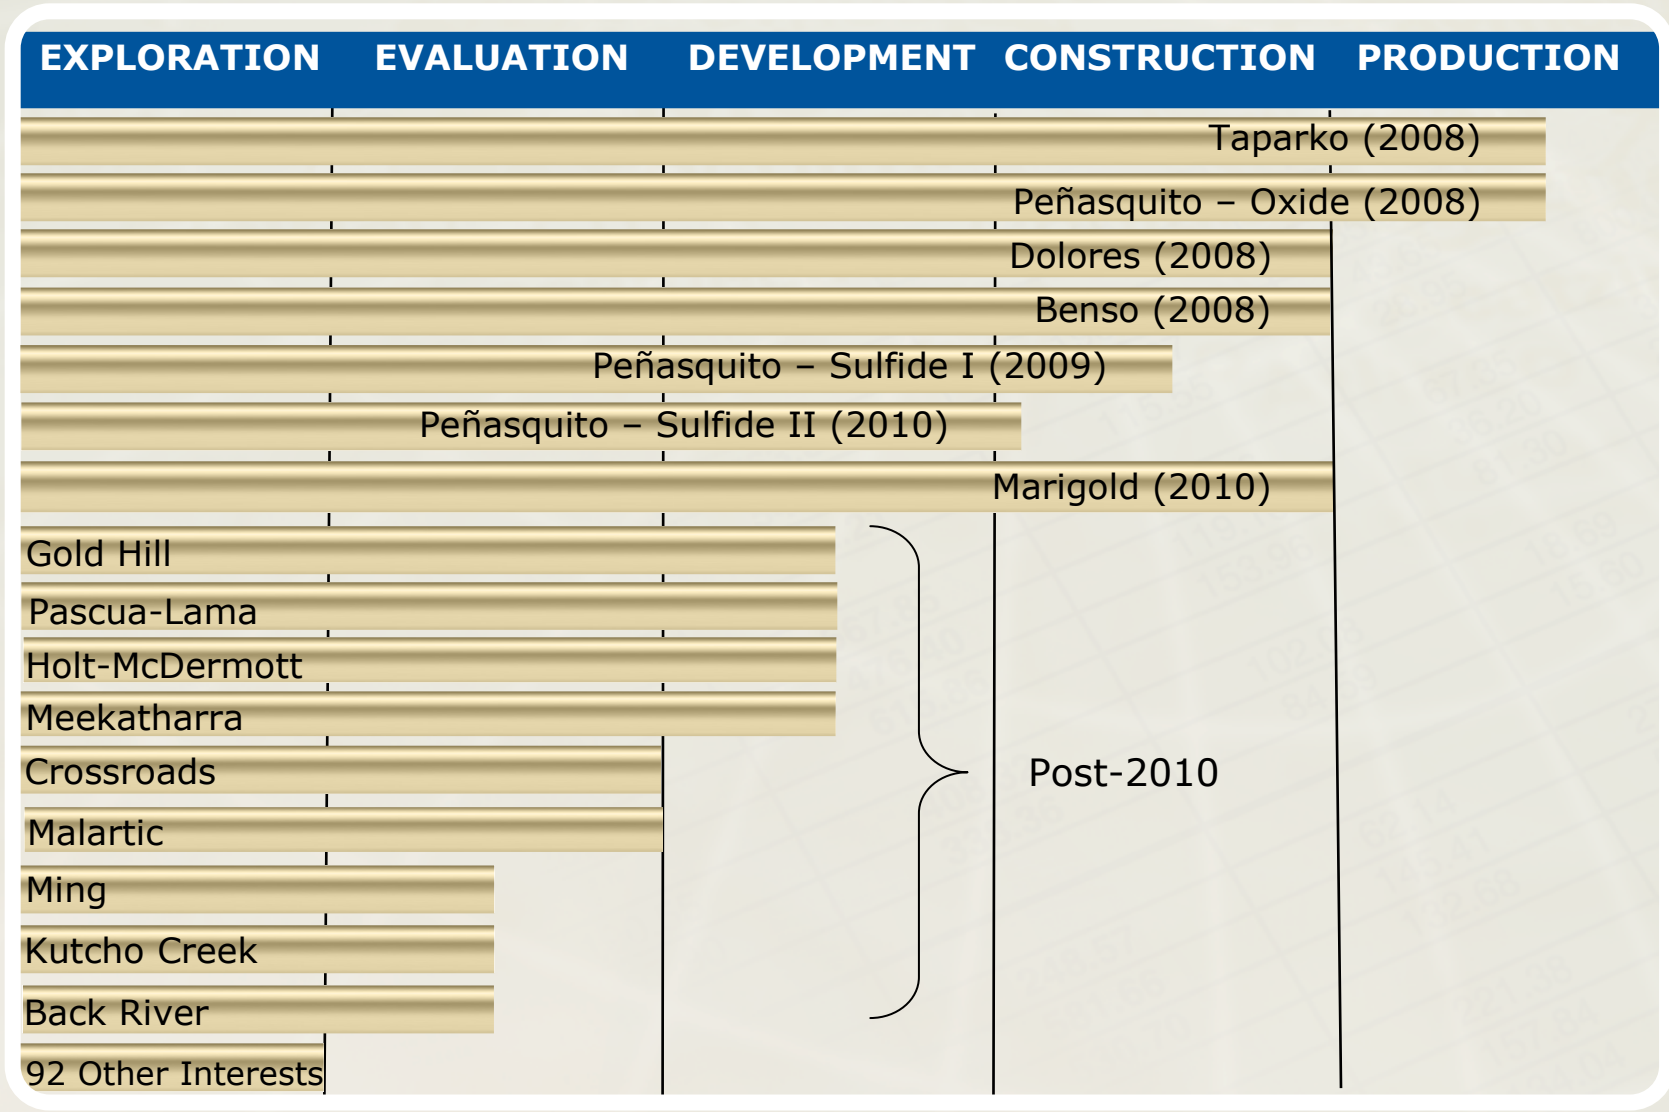 EXPLORATION EVALUATION DEVELOPMENT CONSTRUCTION PRODUCTION
Taparko (2008)
Peñasquito – Oxide (2008)
Dolores (2008)
Benso (2008)
Peñasquito – Sulfide I (2009)
Peñasquito – Sulfide II (2010)
Marigold (2010)
Gold Hill
Pascua-Lama
Holt-McDermott
Meekatharra
Crossroads
Post-2010
Malartic
Ming
Kutcho Creek
Back River
92 Other Interests